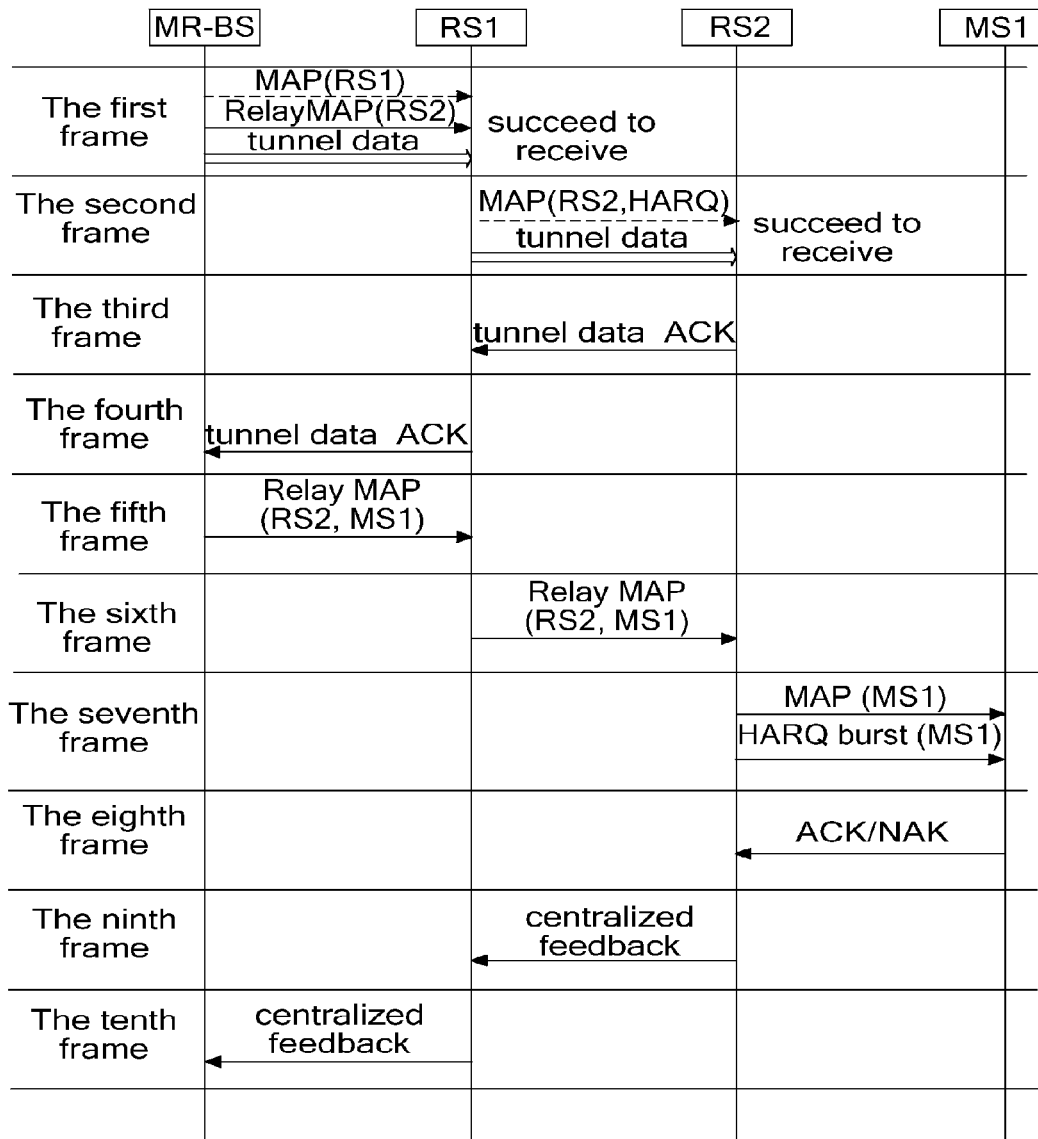 MR-BS RS1 RS2 MS1
The first
frame
MAP(RS1)
RelayMAP(RS2)
tunnel data
succeed to
receive
The second
frame
MAP(RS2,HARQ)
tunnel data
succeed to
receive
The third
frame
tunnel data ACK
The fourth
frame
tunnel data ACK
The fifth
frame
Relay MAP
(RS2, MS1)
The sixth
frame
Relay MAP
(RS2, MS1)
The seventh
frame
MAP (MS1)
HARQ burst (MS1)
The eighth
frame
ACK/NAK
The ninth
frame
centralized
feedback
The tenth
frame
centralized
feedback